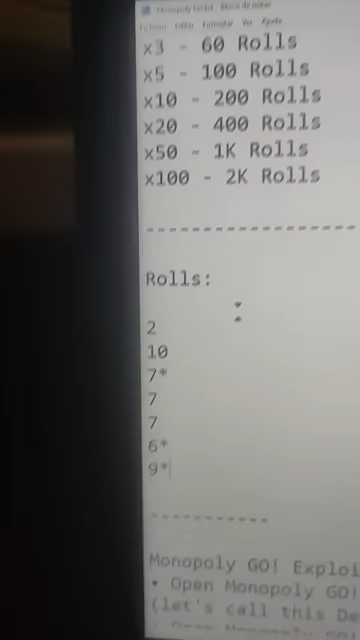 x3 - 60 Rolls
x5 - 100 Rolls
x10 - 200 Rolls
x20 - 400 Rolls
x50 - 1K Rolls
x100 - 2K Rolls
------------------
Rolls:
2
10
7*
7
7
6*
9*
-----------
Monopoly GO! Exploi
• Open Monopoly GO!
(let's call this De